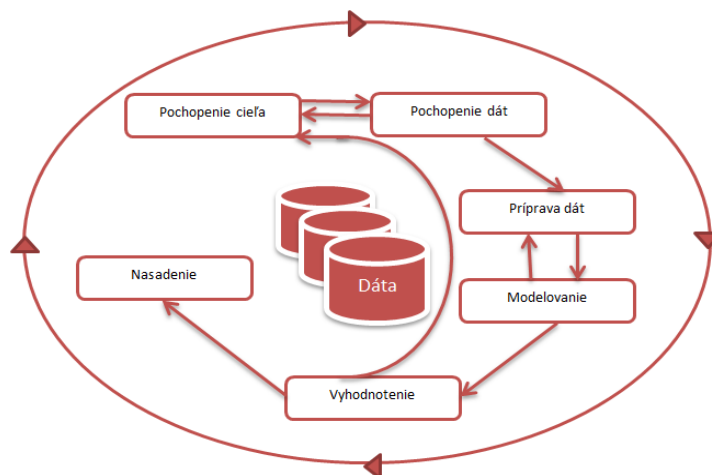 Pochopenie cieľa
Pochopenie dát
Príprava dát
Nasadenie
Dáta
Modelovanie
Vyhodnotenie